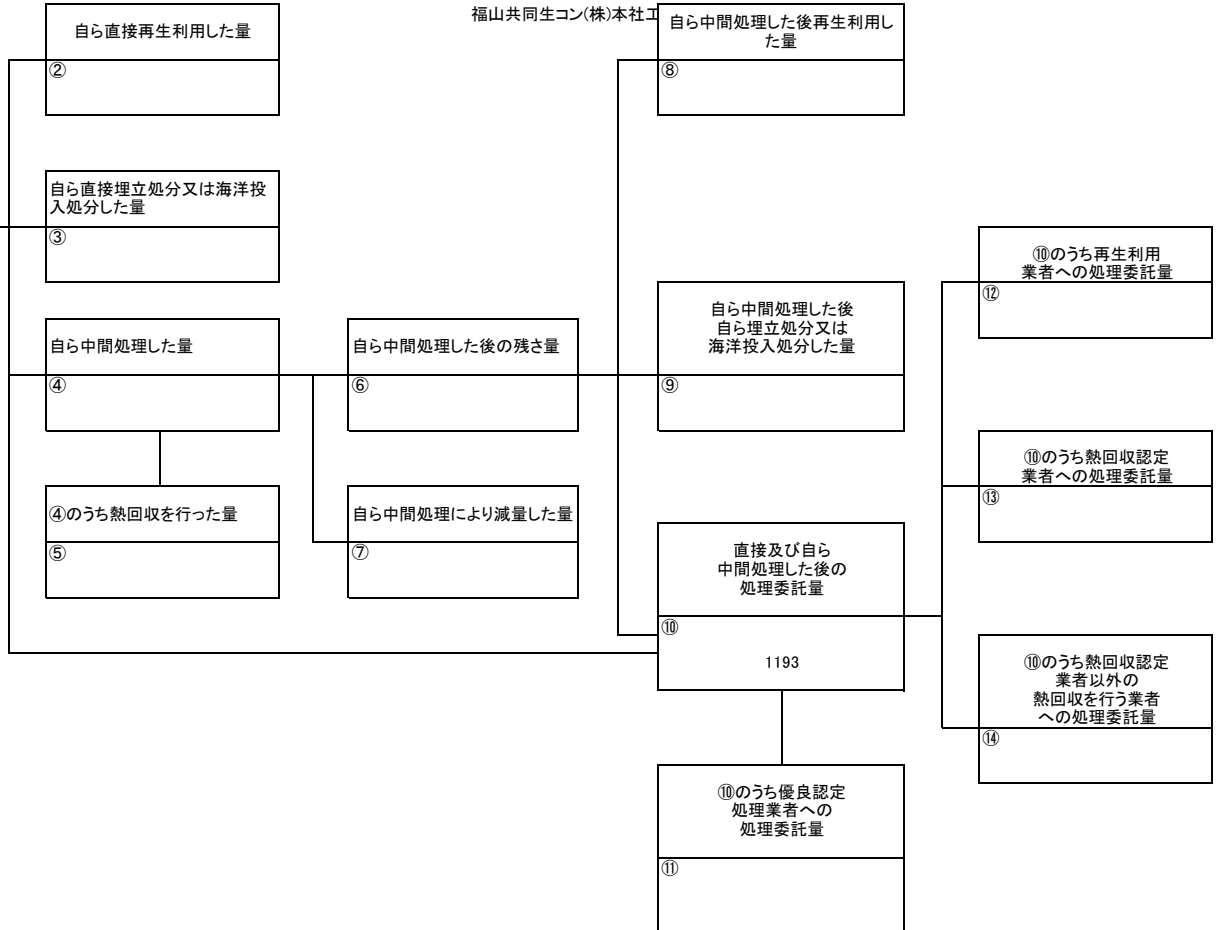 福山共同生コン(株)本社工
自ら直接再生利用した量
②
自ら中間処理した後再生利用し
た量
⑧
自ら直接埋立処分又は海洋投
入処分した量
③
自ら中間処理した量
④
自ら中間処理した後の残さ量
⑥
自ら中間処理した後
自ら埋立処分又は
海洋投入処分した量
⑨
⑩のうち再生利用
業者への処理委託量
⑫
④のうち熱回収を行った量
⑤
自ら中間処理により減量した量
⑦
直接及び自ら
中間処理した後の
処理委託量
⑩
1193
⑩のうち熱回収認定
業者への処理委託量
⑬
⑩のうち熱回収認定
業者以外の
熱回収を行う業者
への処理委託量
⑭
⑩のうち優良認定
処理業者への
処理委託量
⑪